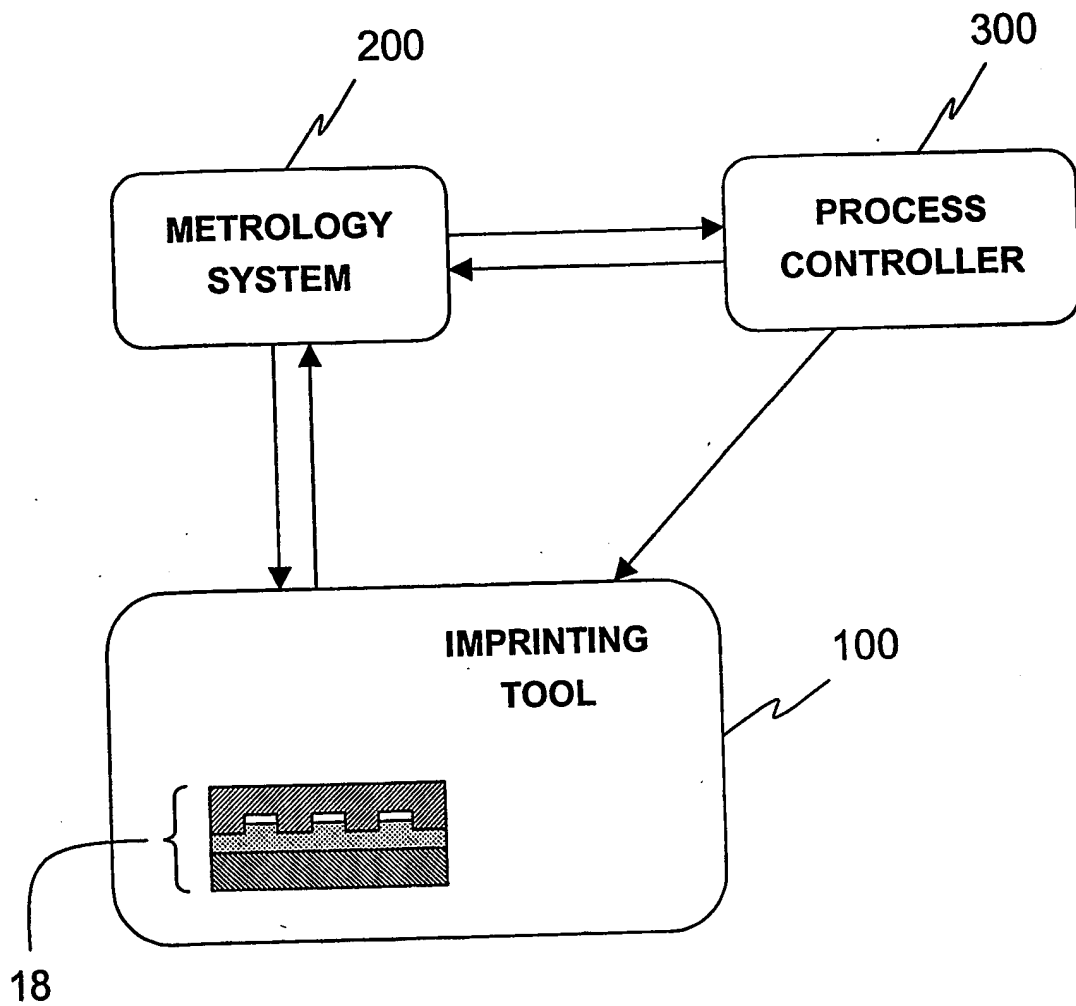 200
300
METROLOGY
SYSTEM
PROCESS
CONTROLLER
IMPRINTING
TOOL
100
18